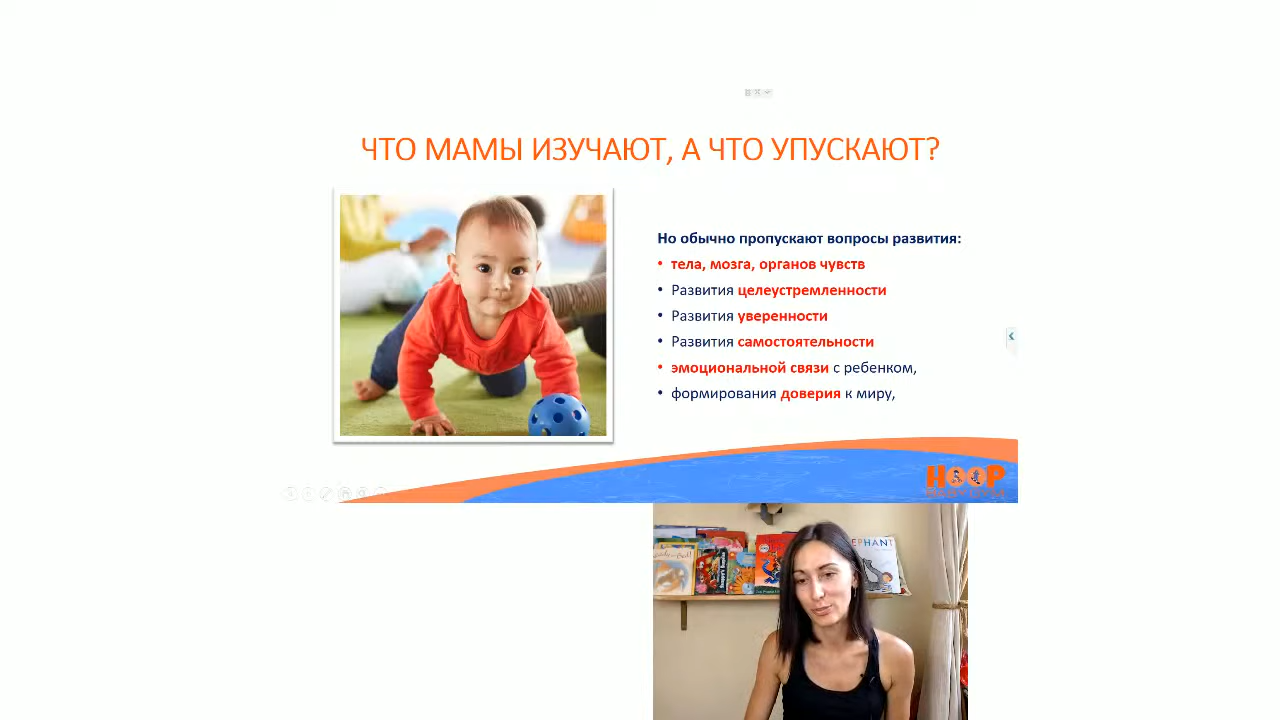 ЧТО МАМЫ ИЗУЧАЮТ, А ЧТО УПУСКАЮТ?
Но обычно пропускают вопросы развития:
• тела, мозга, органов чувств
• Развития целеустремленности
• Развития уверенности
• Развития самостоятельности
• эмоциональной связи с ребенком,
• формирования доверия к миру,
HOOP
BABYGYM